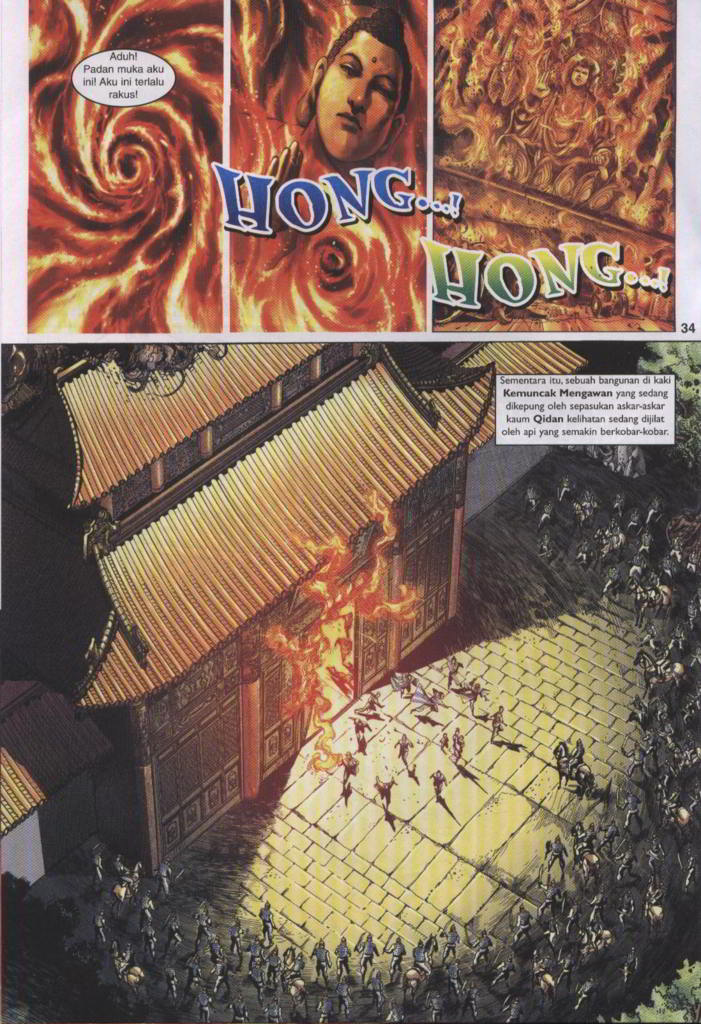 Aduh!
Padan muka aku
ini! Aku ini terlalu
rakus!
HONG...!
HONG...!
34
Sementara itu, sebuah bangunan di kaki
Kemuncak Mengawan yang sedang
dikepung oleh sepasukan askar-askar
kaum Qidan kelihatan sedang dijilat
oleh api yang semakin berkobar-kobar.